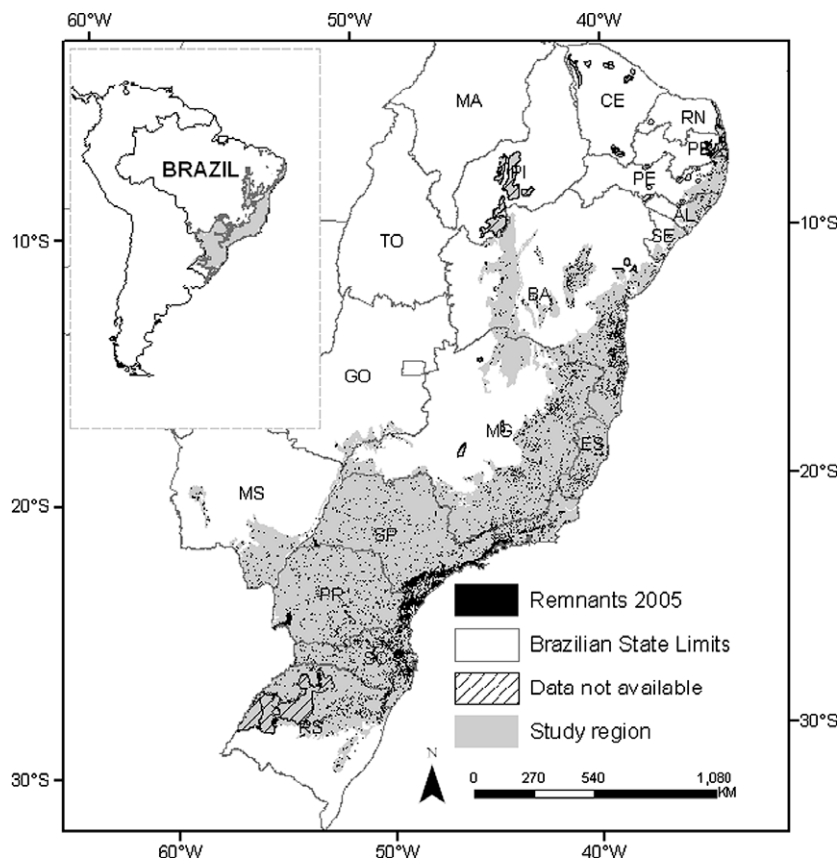 60°W 50°W 40°W
BRAZIL
MA
CE
RN
PB
PI
PE
AL
SE
10°S
10°S
TO
BA
GO
MG
ES
20°S
20°S
MS
SP
PR
SC
RS
30°S
30°S
Remnants 2005
Brazilian State Limits
Data not available
Study region
N
0 270 540 1,080
KM
60°W 50°W 40°W